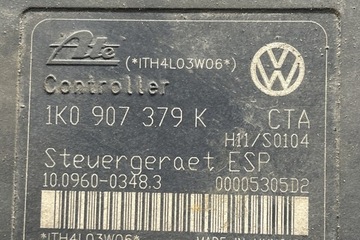 Ate (*ITH4L03W06*)
Controller
1K0 907 379 K CTA
H11/S0104
Steuergeraet ESP
10.0960-0348.3 00005305D2
*ITH4L03W06*